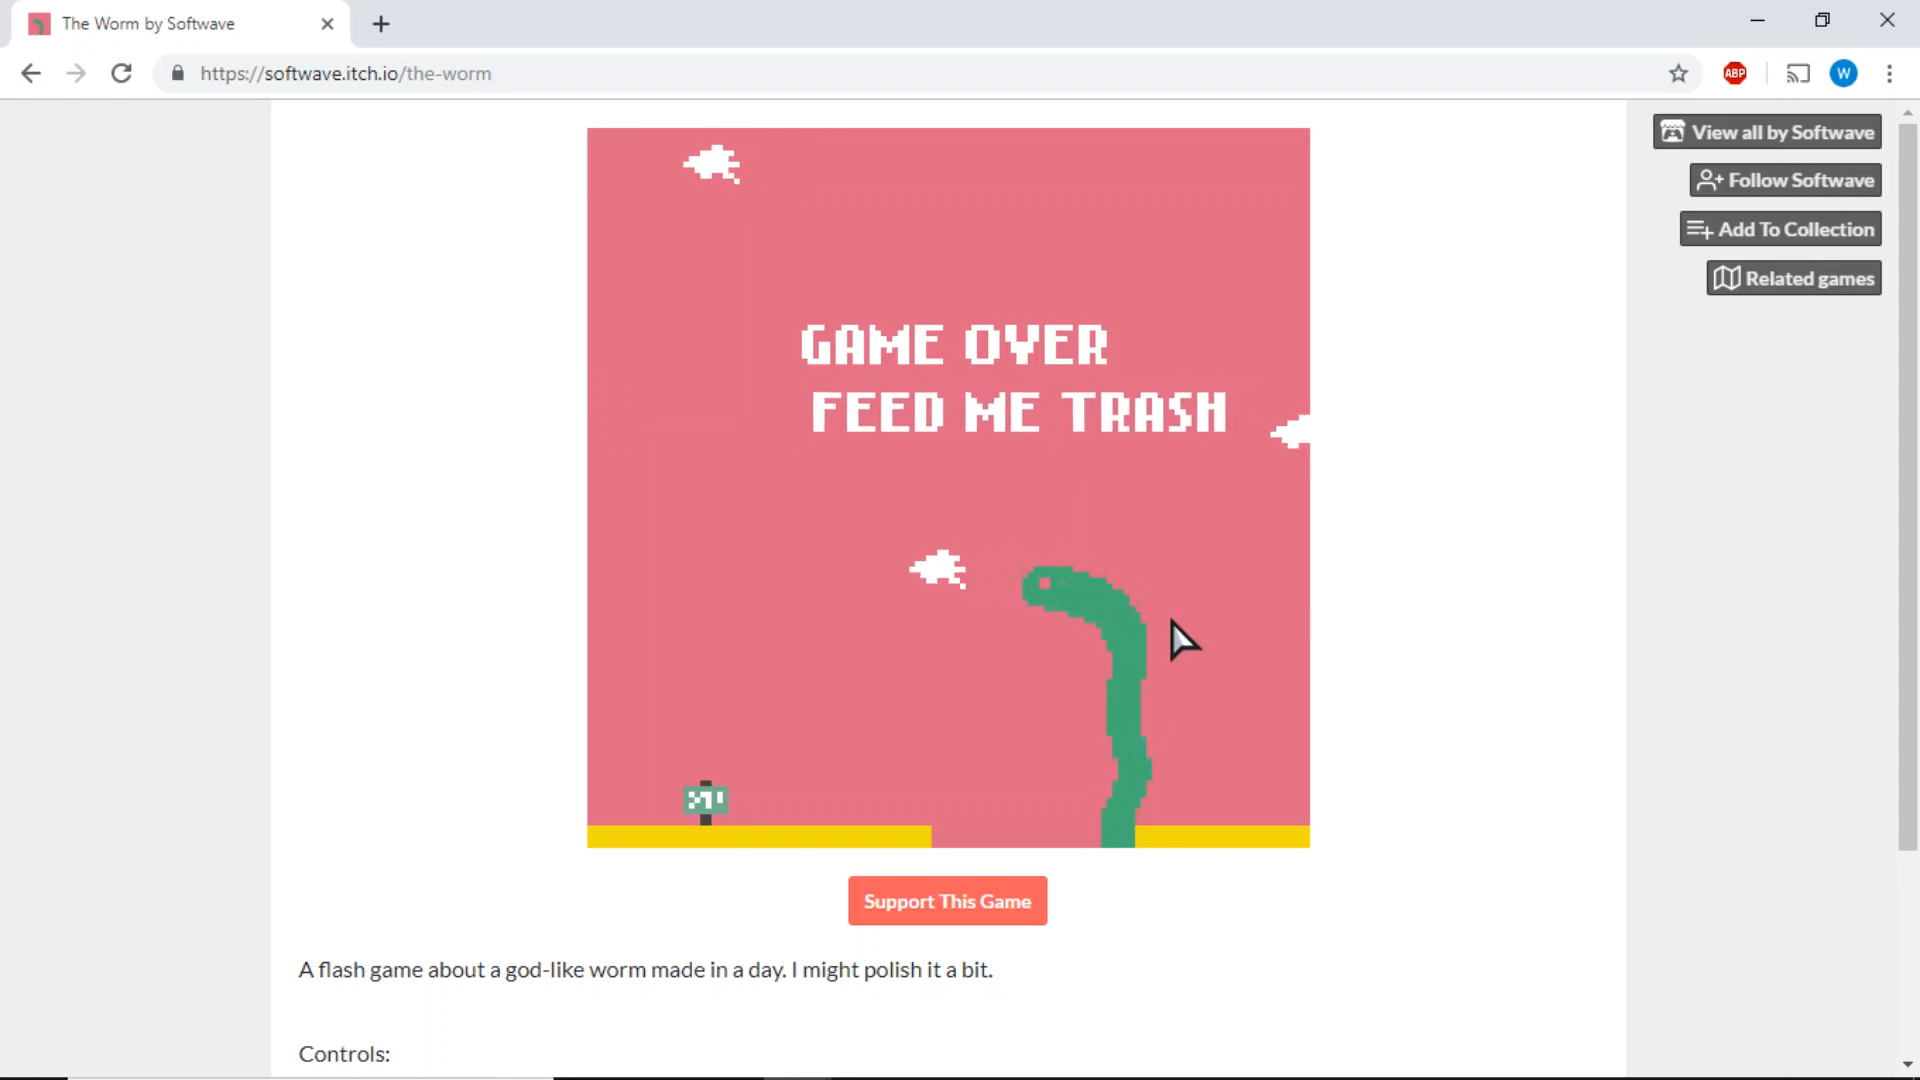 The Worm by Softwave
https://softwave.itch.io/the-worm
ABP
W
View all by Softwave
Follow Softwave
Add To Collection
Related games
GAME OVER
FEED ME TRASH
Support This Game
A flash game about a god-like worm made in a day. I might polish it a bit.
Controls: